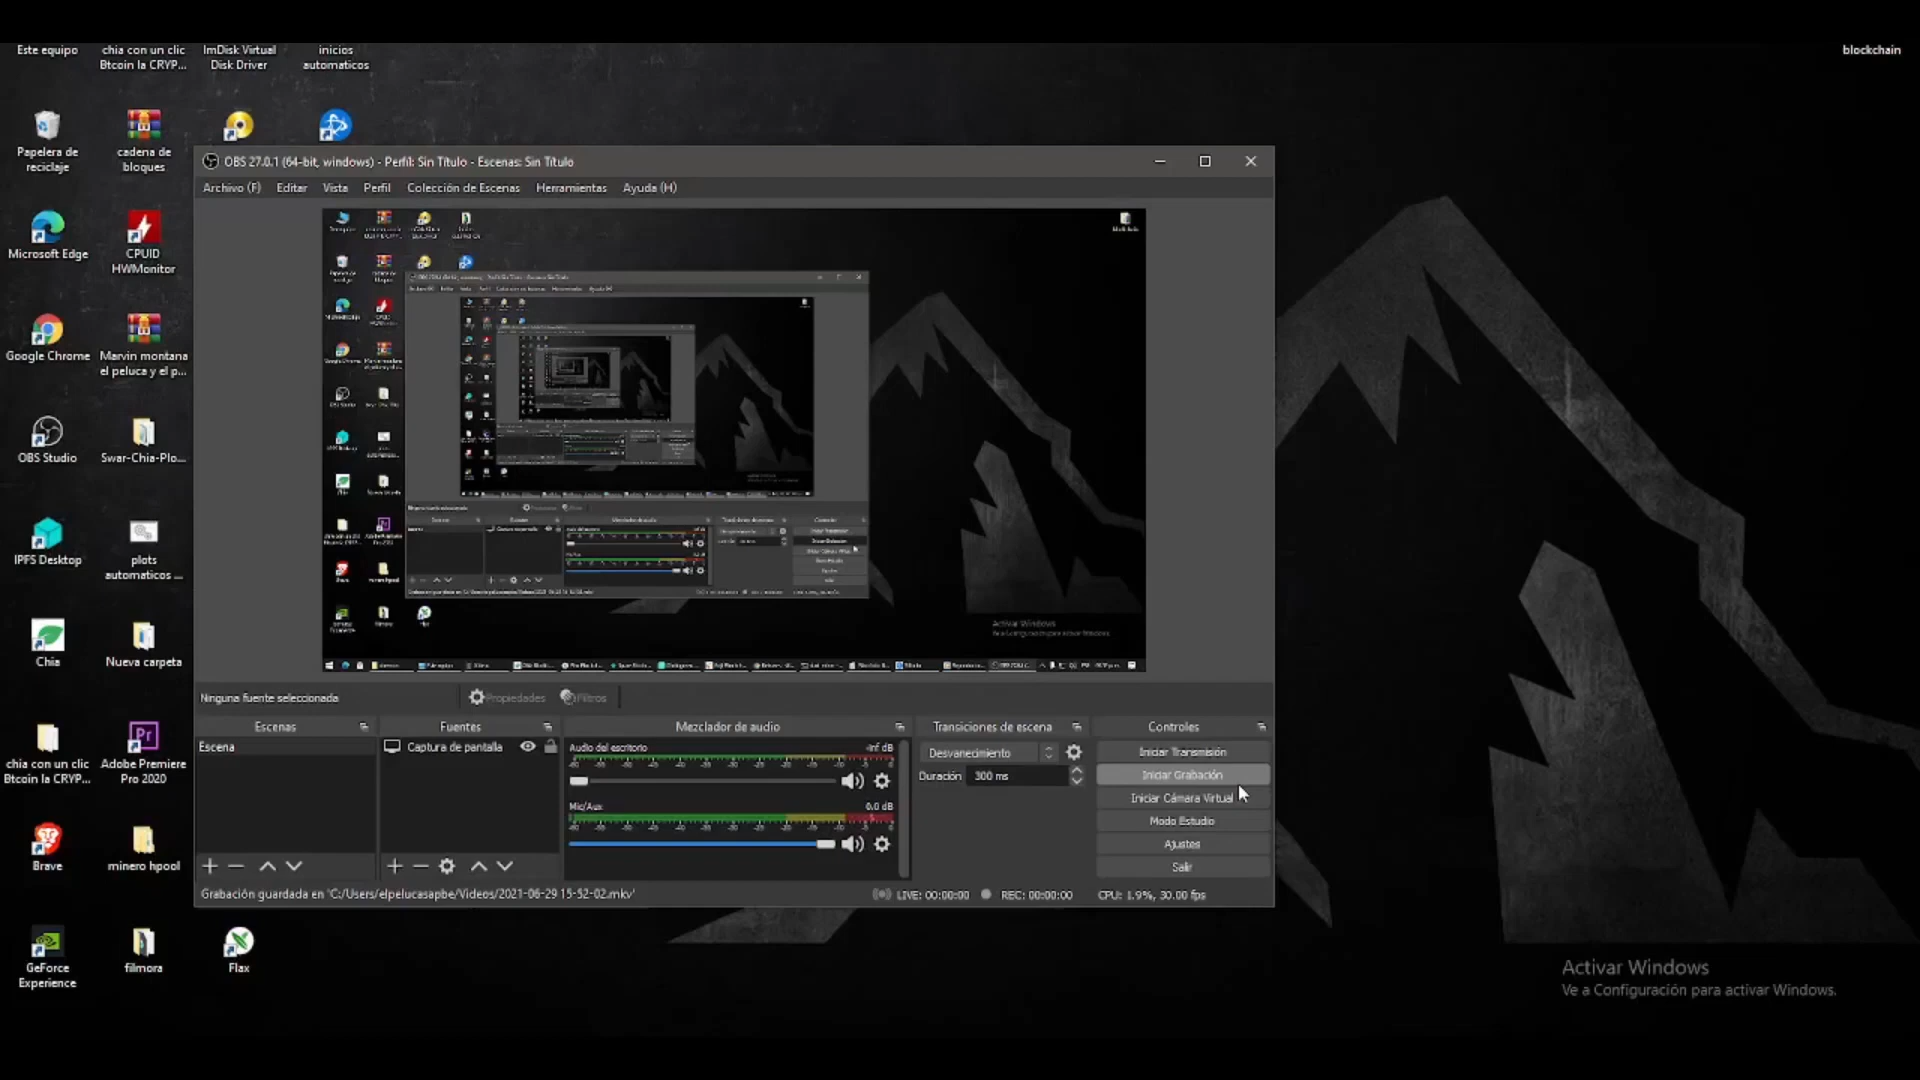 Este equipo
chia con un clic
Btcoin la CRYP...
ImDisk Virtual
Disk Driver
inicios
automaticos
blockchain
Papelera de
reciclaje
cadena de
bloques
OBS 27.0.1 (64-bit, windows) - Perfil: Sin Título - Escenas: Sin Título
Archivo (F) Editar Vista Perfil Colección de Escenas Herramientas Ayuda (H)
Microsoft Edge
CPUID
HWMonitor
Google Chrome
Marvin montana
el peluca y el p...
OBS Studio
Swar-Chia-Plo...
IPFS Desktop
plots
automaticos ...
Chia
Nueva carpeta
chia con un clic
Btcoin la CRYP...
Adobe Premiere
Pro 2020
Brave
minero hpool
GeForce
Experience
filmora
Flax
Activar Windows
Ninguna fuente seleccionada
Propiedades
Filtros
Escenas
Fuentes
Mezclador de audio
Transiciones de escena
Controles
Escena
Captura de pantalla
Audio del escritorio
-inf dB
Mic/Aux
0.0 dB
Desvanecimiento
Duración 300 ms
Iniciar Transmisión
Iniciar Grabación
Iniciar Cámara Virtual
Modo Estudio
Ajustes
Salir
Grabación guardada en 'C:/Users/elpelucasapbe/Videos/2021-06-29 15-52-02.mkv'
LIVE: 00:00:00
REC: 00:00:00
CPU: 1.9%, 30.00 fps
Activar Windows
Ve a Configuración para activar Windows.